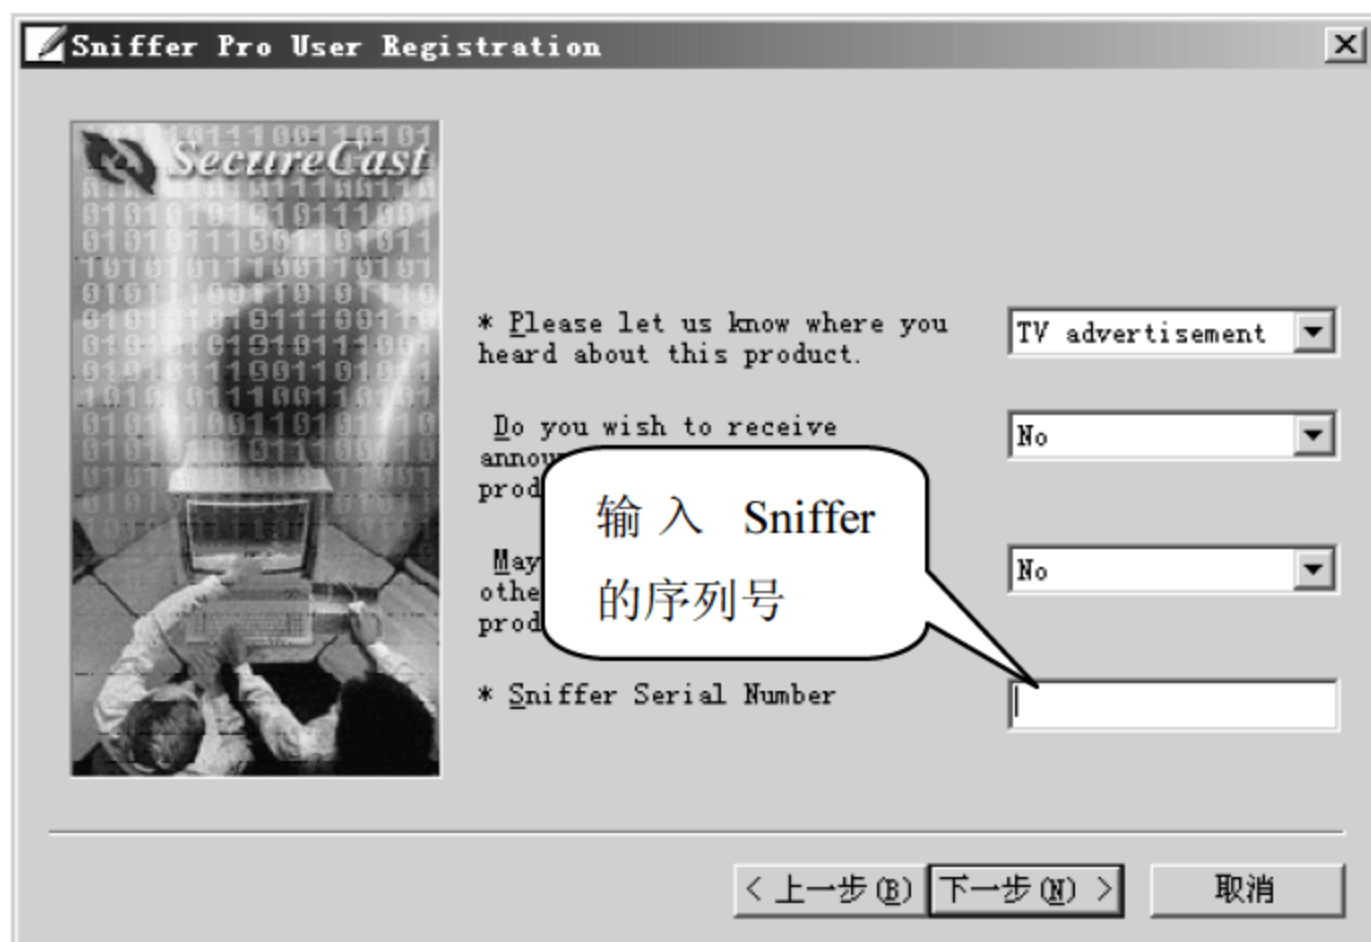 Sniffer Pro User Registration
SecureCast
* Please let us know where you
heard about this product.
TV advertisement
Do you wish to receive
No
输入 Sniffer
的序列号
May
No
* Sniffer Serial Number
< 上一步(B)
下一步(N) >
取消